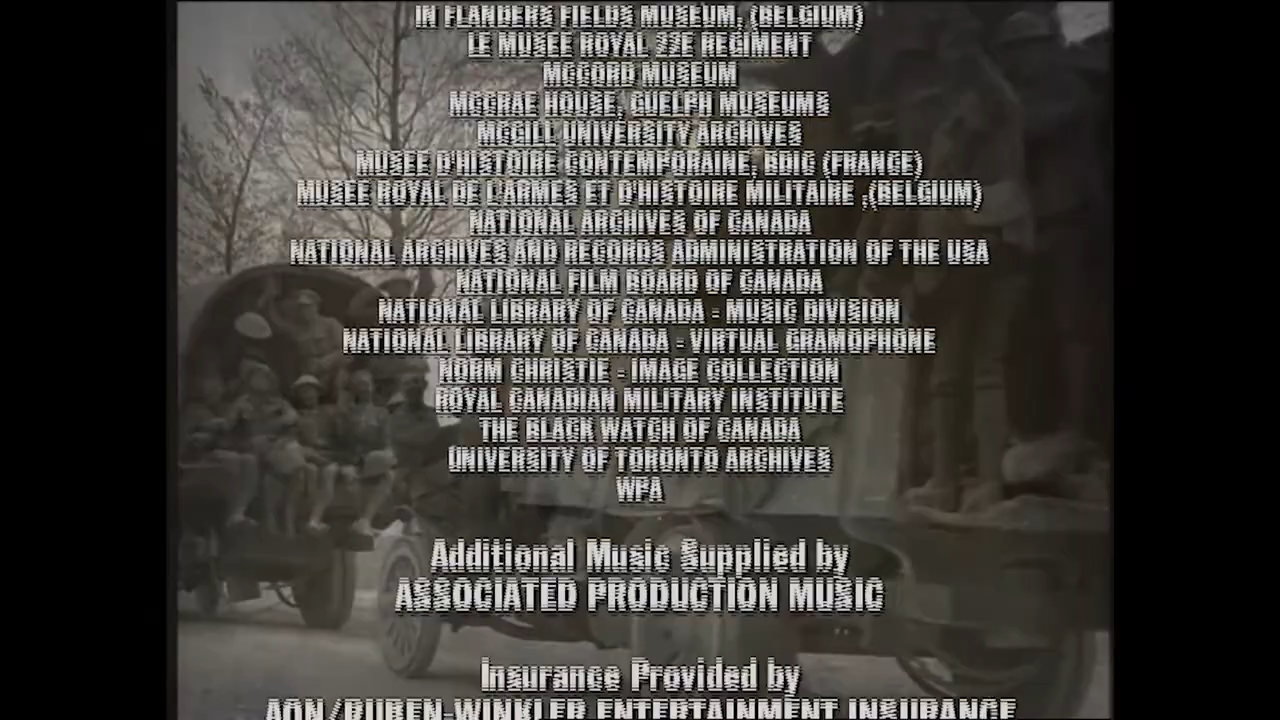 IN FLANDERS FIELDS MUSEUM, (BELGIUM)
LE MUSEE ROYAL 22E REGIMENT
MCCORD MUSEUM
MCCRAE HOUSE, GUELPH MUSEUMS
MCGILL UNIVERSITY ARCHIVES
MUSEE D'HISTOIRE CONTEMPORAINE, BDIC (FRANCE)
MUSEE ROYAL DE L'ARMES ET D'HISTOIRE MILITAIRE ,(BELGIUM)
NATIONAL ARCHIVES OF CANADA
NATIONAL ARCHIVES AND RECORDS ADMINISTRATION OF THE USA
NATIONAL FILM BOARD OF CANADA
NATIONAL LIBRARY OF CANADA - MUSIC DIVISION
NATIONAL LIBRARY OF CANADA - VIRTUAL GRAMOPHONE
NORM CHRISTIE - IMAGE COLLECTION
ROYAL CANADIAN MILITARY INSTITUTE
THE BLACK WATCH OF CANADA
UNIVERSITY OF TORONTO ARCHIVES
WPA
Additional Music Supplied by
ASSOCIATED PRODUCTION MUSIC
Insurance Provided by
AON/RUBEN-WINKLER ENTERTAINMENT INSURANCE